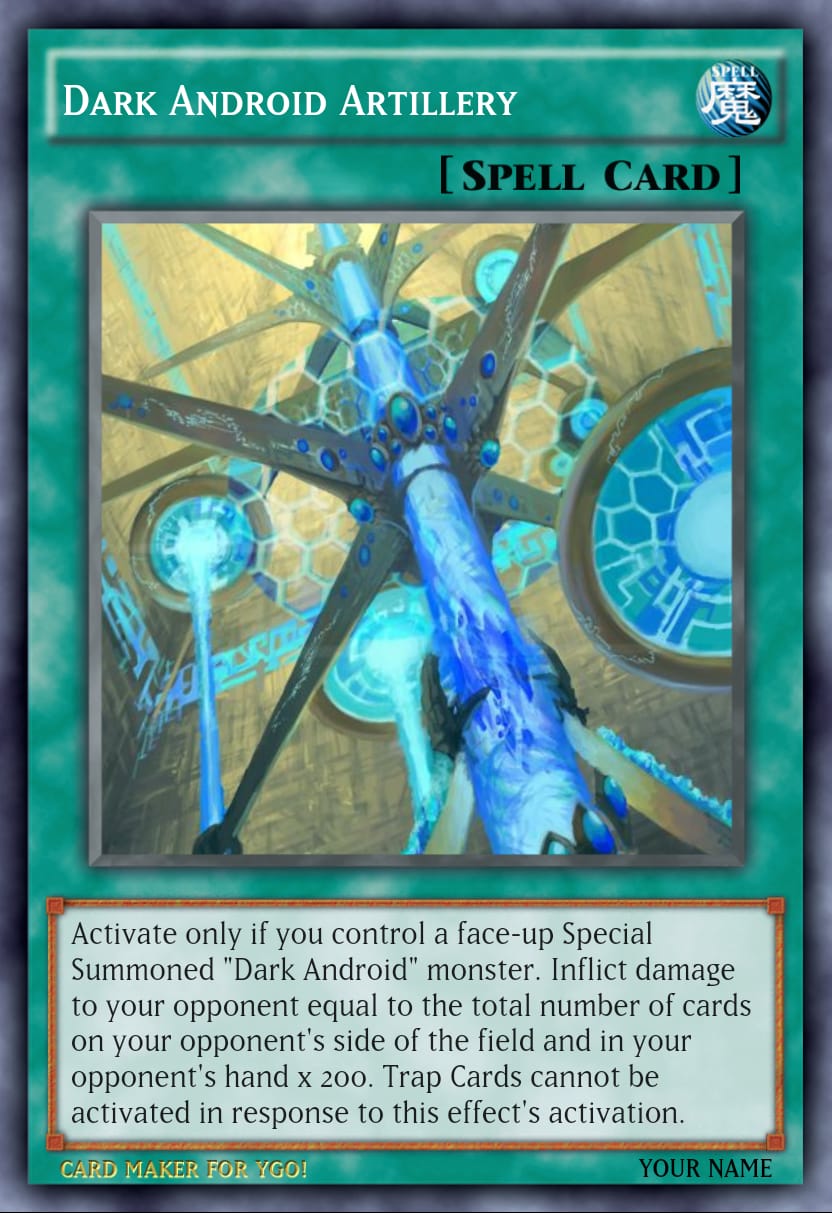 Dark Android Artillery
SPELL
魔
[Spell Card]
Activate only if you control a face-up Special
Summoned "Dark Android" monster. Inflict damage
to your opponent equal to the total number of cards
on your opponent's side of the field and in your
opponent's hand x 200. Trap Cards cannot be
activated in response to this effect's activation.
CARD MAKER FOR YGO! YOUR NAME